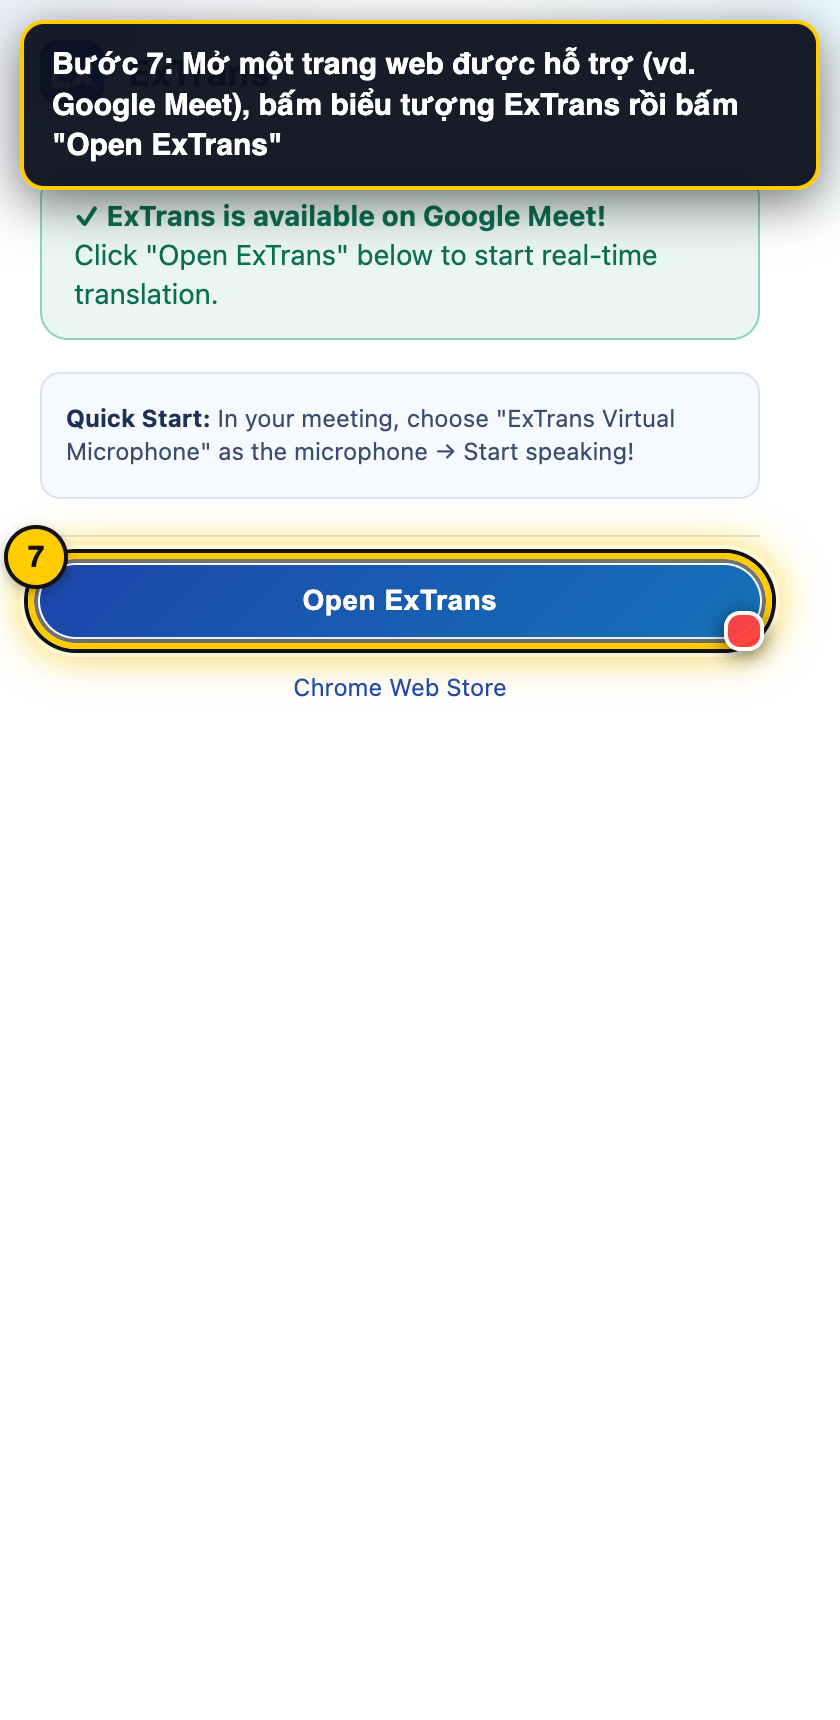 Bước 7: Mở một trang web được hỗ trợ (vd.
Google Meet), bấm biểu tượng ExTrans rồi bấm
"Open ExTrans"
✓ ExTrans is available on Google Meet!
Click "Open ExTrans" below to start real-time
translation.
Quick Start: In your meeting, choose "ExTrans Virtual
Microphone" as the microphone → Start speaking!
7
Open ExTrans
Chrome Web Store